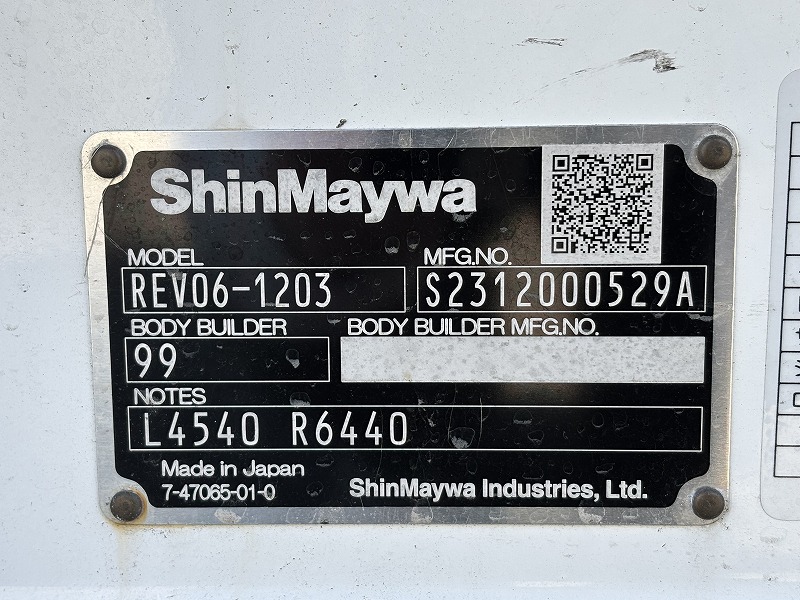 ShinMaywa
MODEL MFG.NO.
REV06-1203 S2312000529A
BODY BUILDER BODY BUILDER MFG.NO.
99
NOTES
L4540 R6440
Made in Japan
7-47065-01-0 ShinMaywa Industries, Ltd.